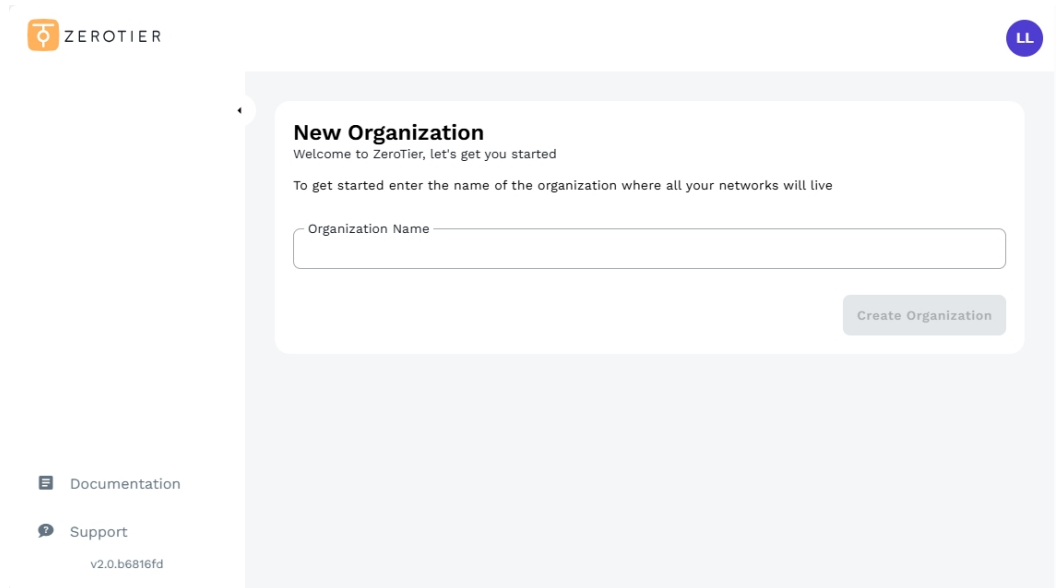 ZEROTIER
LL
New Organization
Welcome to ZeroTier, let's get you started
To get started enter the name of the organization where all your networks will live
Organization Name
Create Organization
Documentation
Support
v2.0.b6816fd